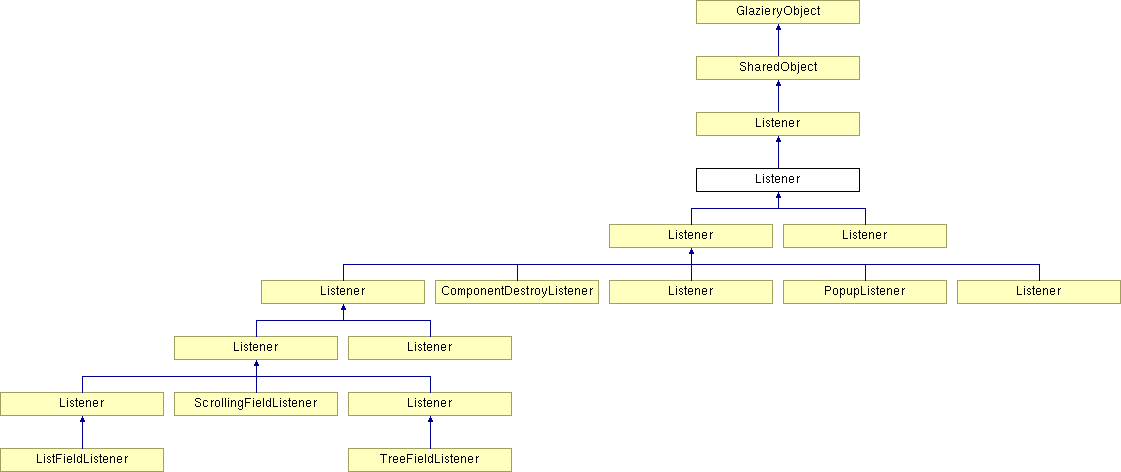 GlazieryObject
SharedObject
Listener
Listener
Listener
Listener
Listener
ComponentDestroyListener
Listener
PopupListener
Listener
Listener
Listener
Listener
ScrollingFieldListener
Listener
ListFieldListener
TreeFieldListener